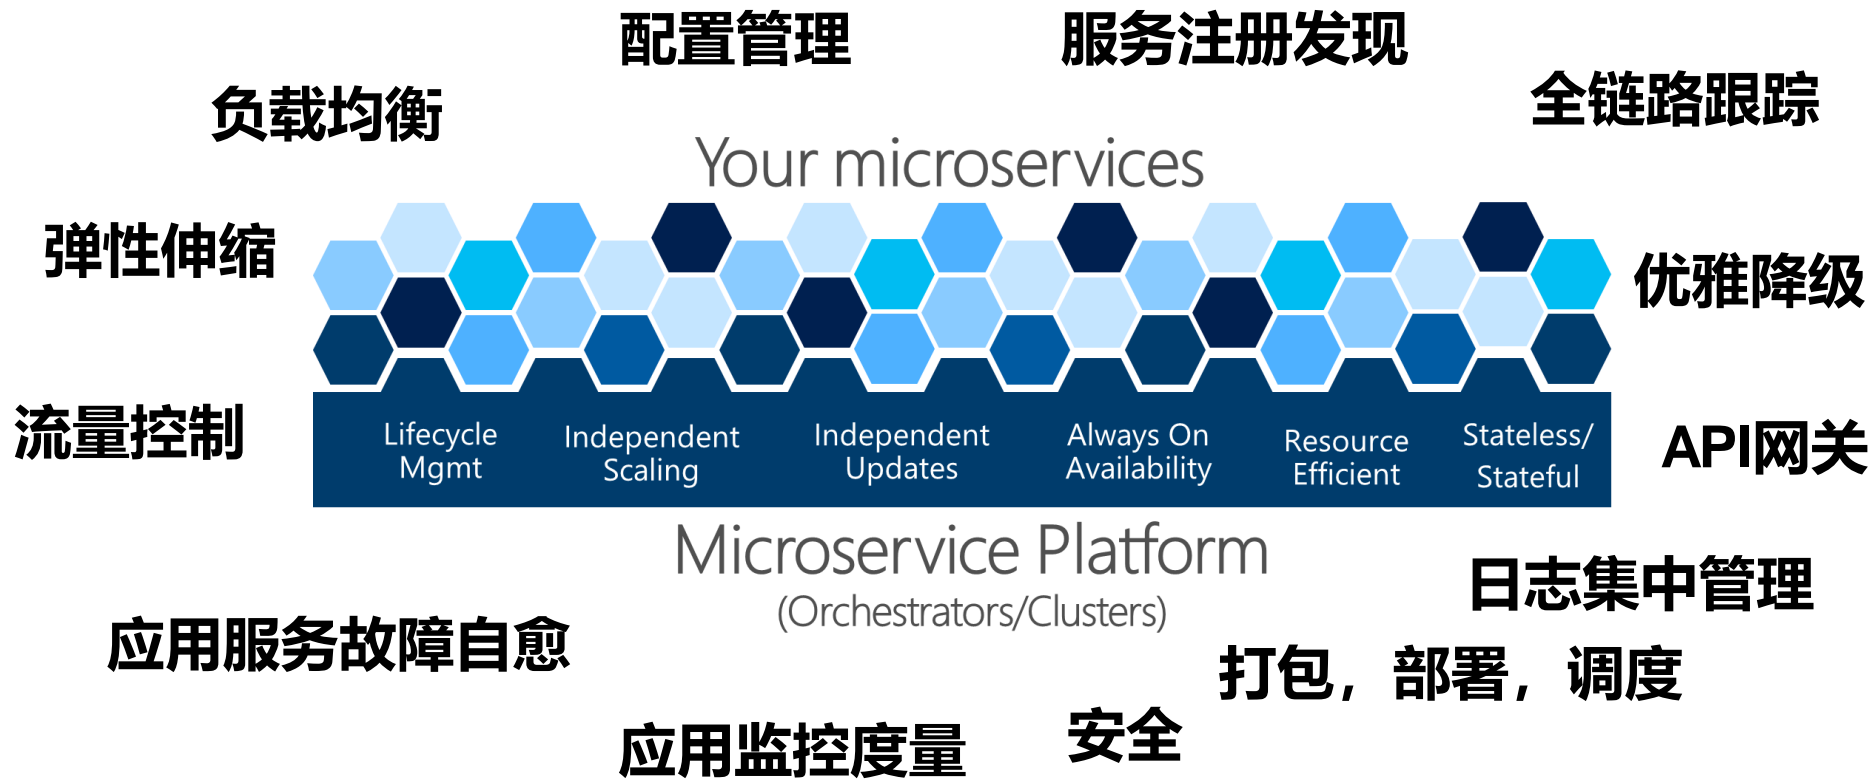 配置管理
服务注册发现
全链路跟踪
负载均衡
Your microservices
弹性伸缩
优雅降级
流量控制
Lifecycle
Mgmt
Independent
Scaling
Independent
Updates
Always On
Availability
Resource
Efficient
Stateless/
Stateful
API网关
Microservice Platform
(Orchestrators/Clusters)
日志集中管理
应用服务故障自愈
打包，部署，调度
安全
应用监控度量